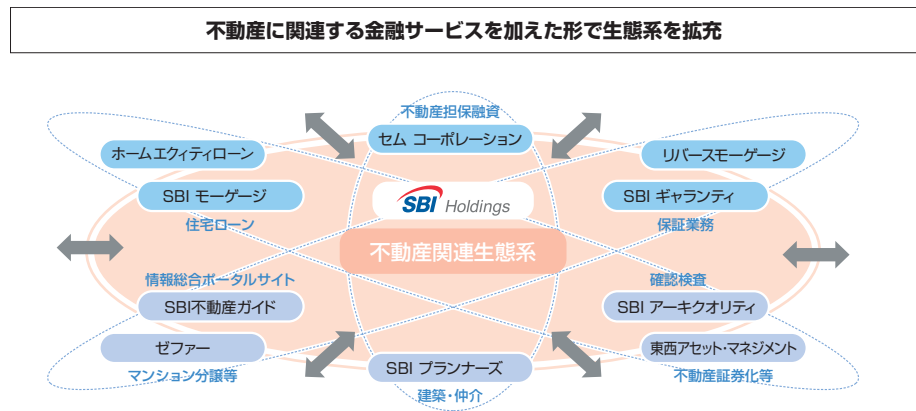 不動産に関連する金融サービスを加えた形で生態系を拡充
不動産担保融資
セム コーポレーション
ホームエクィティローン
リバースモーゲージ
SBI モーゲージ
住宅ローン
SBI Holdings
SBI ギャランティ
保証業務
不動産関連生態系
情報総合ポータルサイト
SBI不動産ガイド
確認検査
SBI アーキクオリティ
ゼファー
マンション分譲等
SBI プランナーズ
建築・仲介
東西アセット・マネジメント
不動産証券化等